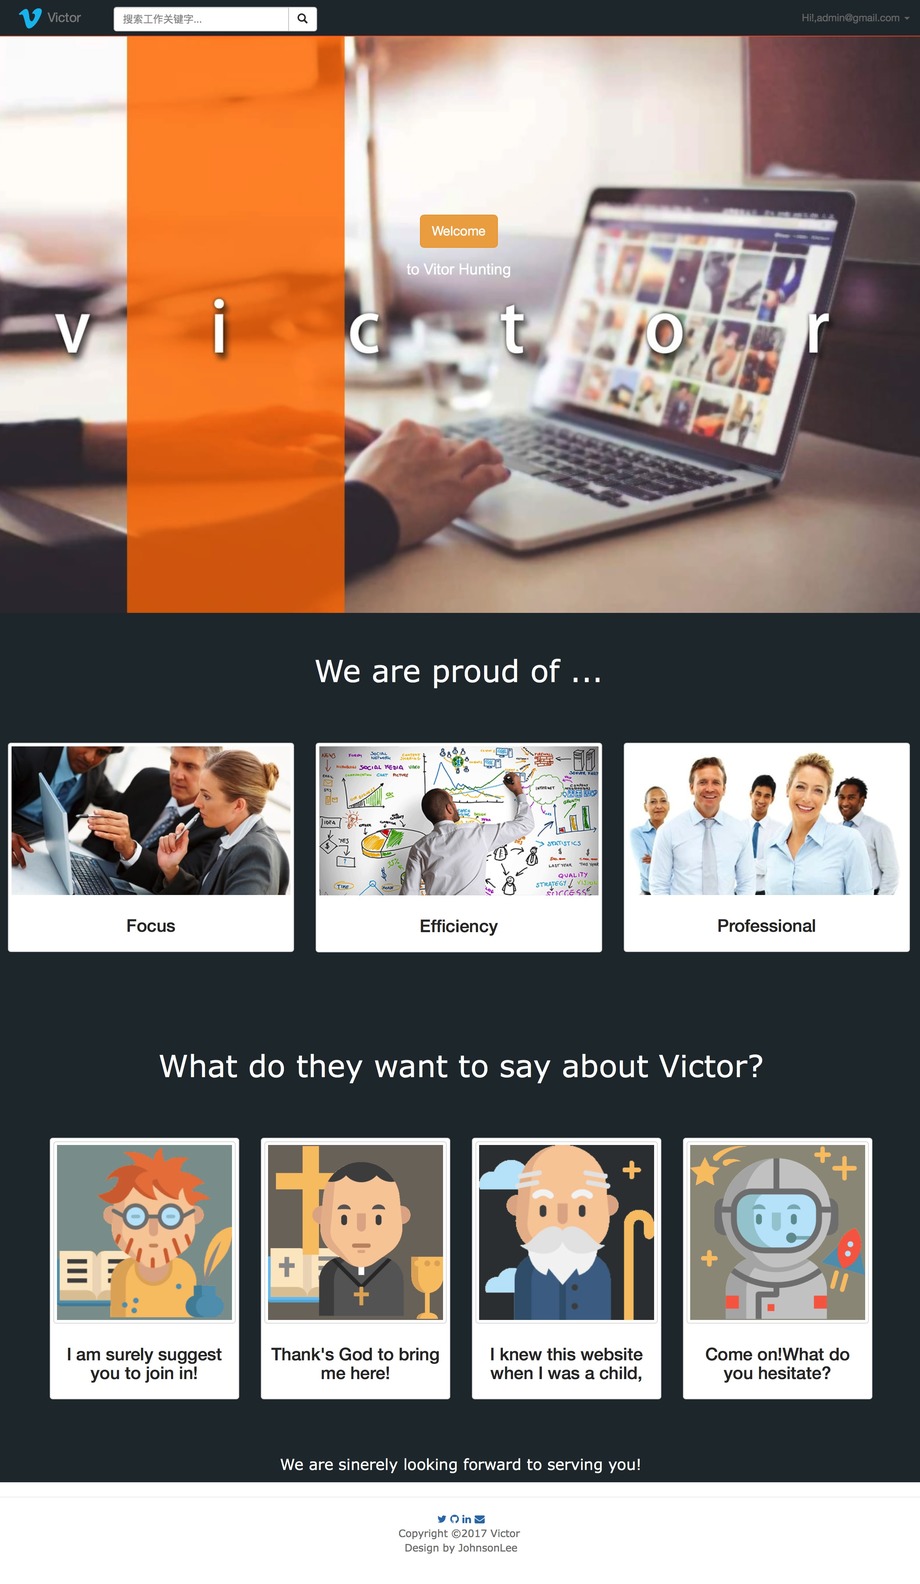 Victor
搜索工作关键字...
Hi!,admin@gmail.com
Welcome
to Vitor Hunting
v i c t o r
We are proud of ...
Focus
Efficiency
Professional
What do they want to say about Victor?
I am surely suggest
you to join in!
Thank's God to bring
me here!
I knew this website
when I was a child,
Come on!What do
you hesitate?
We are sinerely looking forward to serving you!
Copyright ©2017 Victor
Design by JohnsonLee